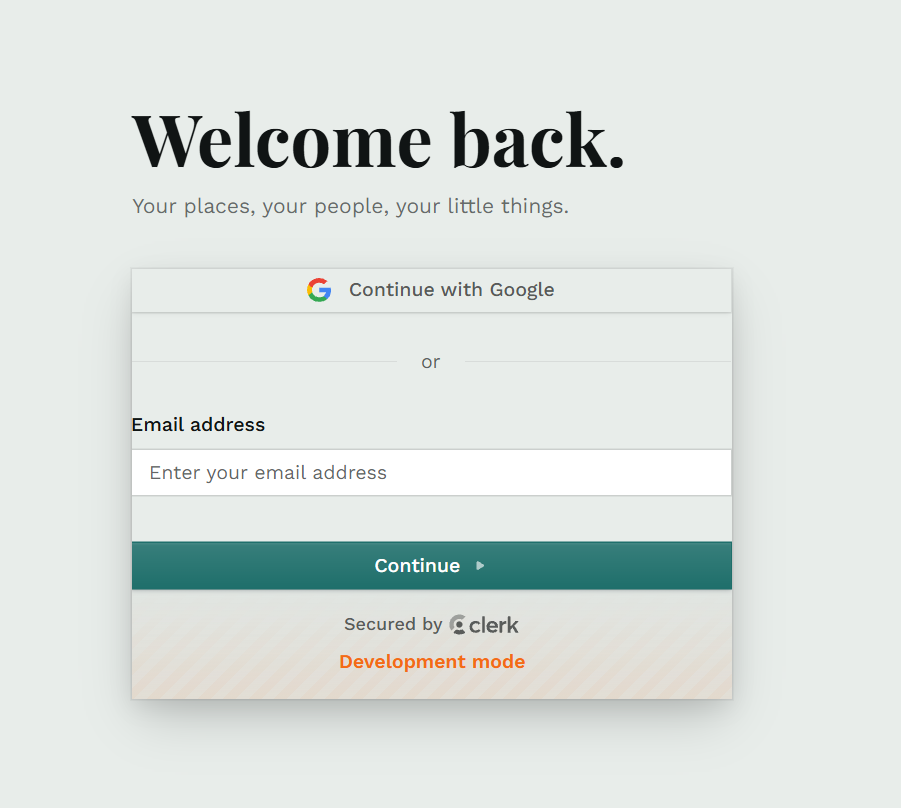 Welcome back.
Your places, your people, your little things.
Continue with Google
or
Email address
Enter your email address
Continue
Secured by clerk
Development mode